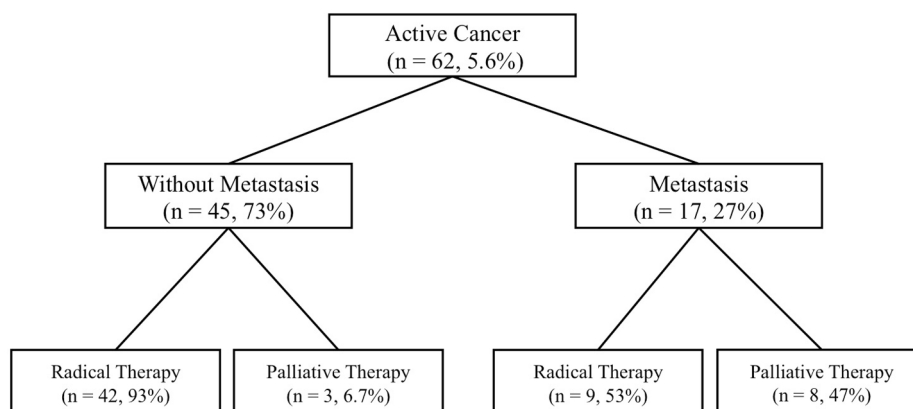 Active Cancer
(n = 62, 5.6%)
Without Metastasis
(n = 45, 73%)
Metastasis
(n = 17, 27%)
Radical Therapy
(n = 42, 93%)
Palliative Therapy
(n = 3, 6.7%)
Radical Therapy
(n = 9, 53%)
Palliative Therapy
(n = 8, 47%)